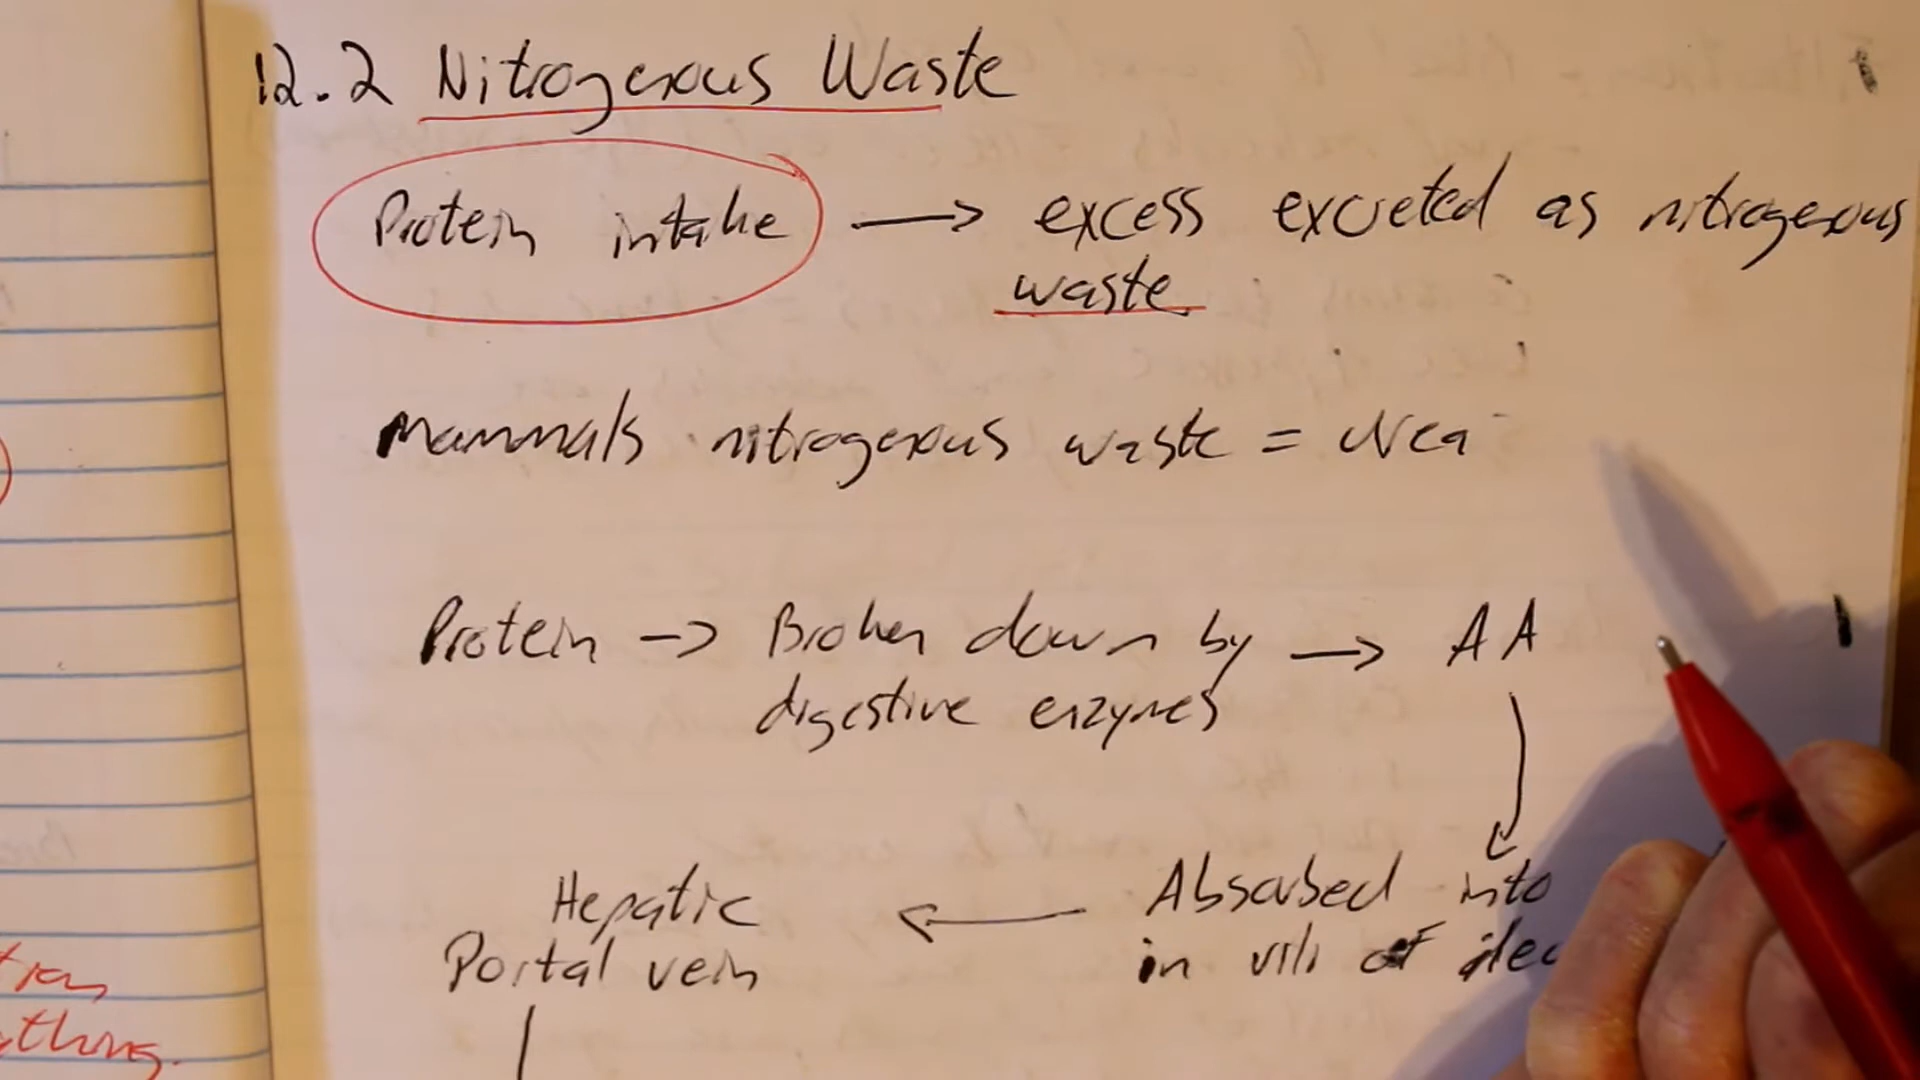 12.2 Nitrogenous Waste
Protein intake → excess excreted as nitrogenous
waste
Mammals nitrogenous waste = Urea
Protein → Broken down by → AA
digestive enzymes
Hepatic ← Absorbed into
Portal vein in villi of
thing.